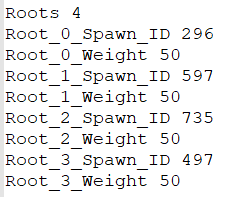 Roots 4
Root_0_Spawn_ID 296
Root_0_Weight 50
Root_1_Spawn_ID 597
Root_1_Weight 50
Root_2_Spawn_ID 735
Root_2_Weight 50
Root_3_Spawn_ID 497
Root_3_Weight 50